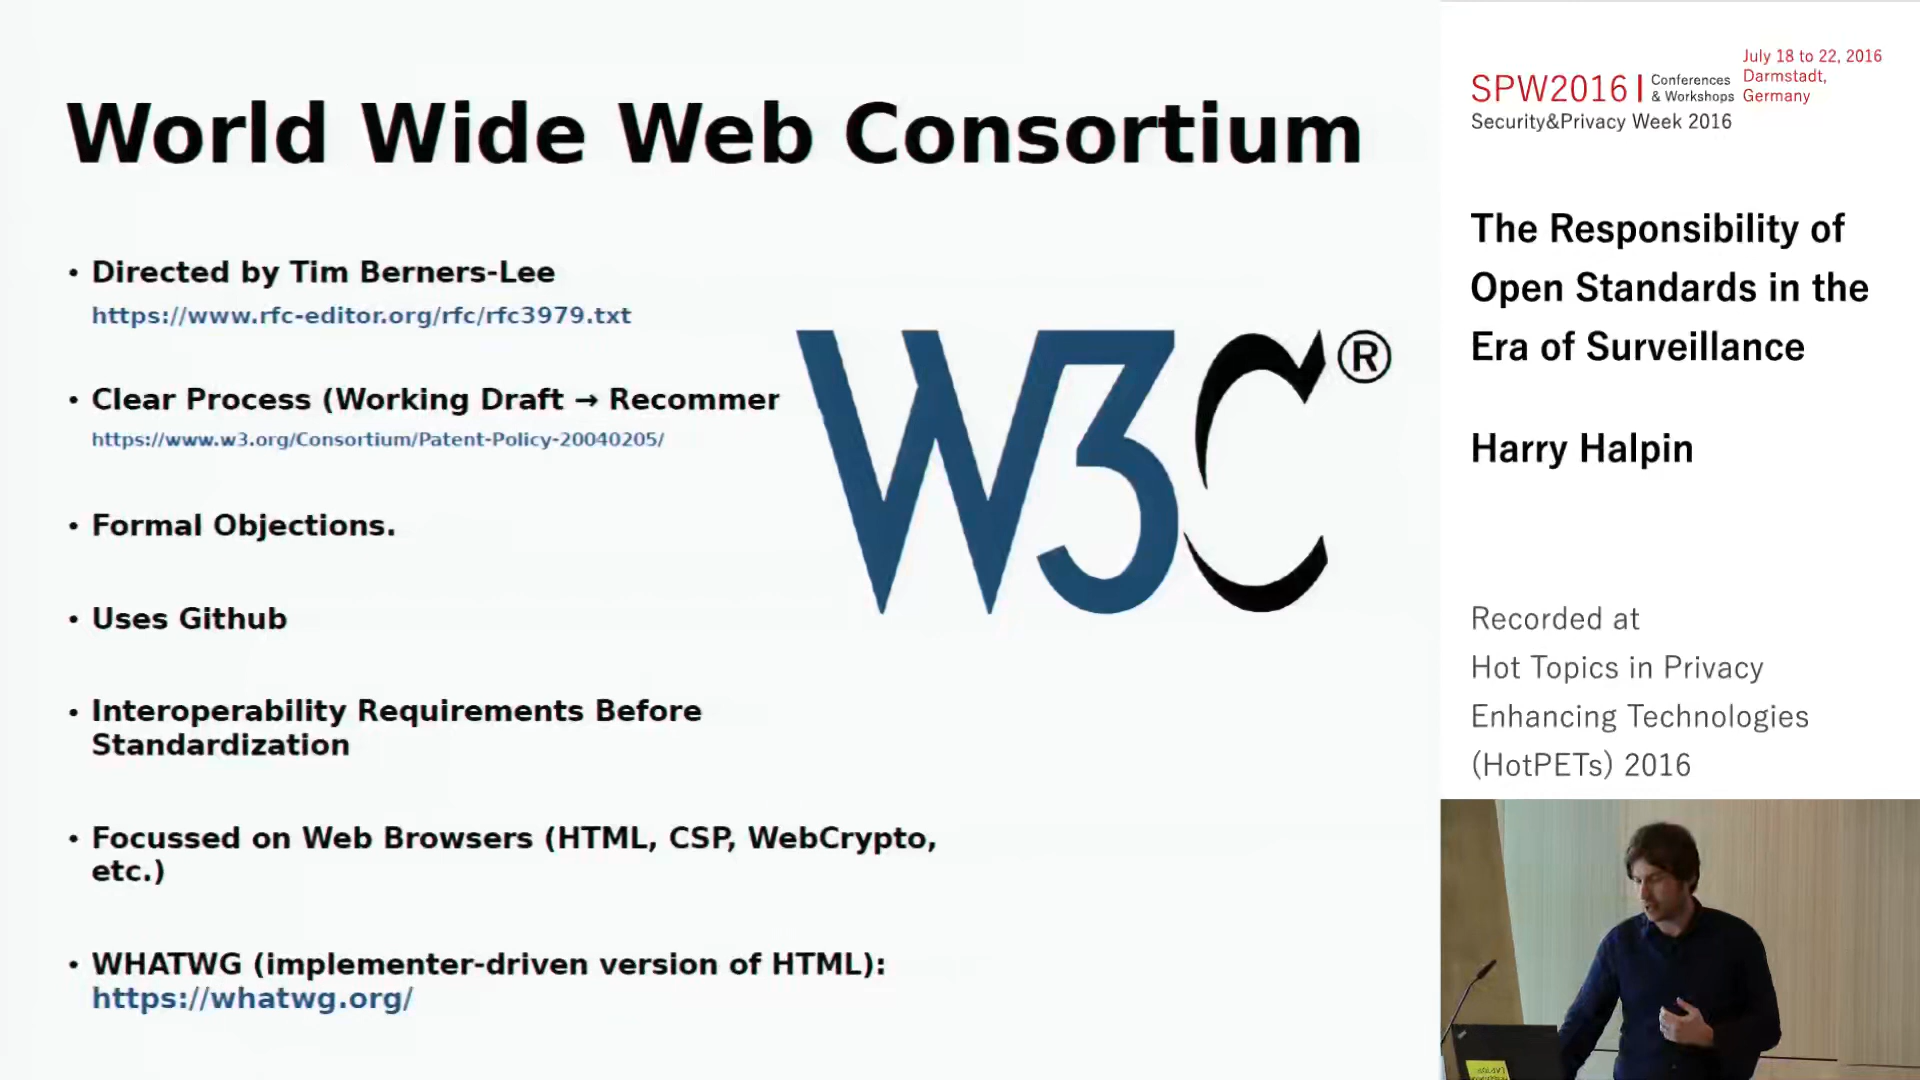 World Wide Web Consortium
• Directed by Tim Berners-Lee
https://www.rfc-editor.org/rfc/rfc3979.txt
• Clear Process (Working Draft → Recommer
https://www.w3.org/Consortium/Patent-Policy-20040205/
• Formal Objections.
• Uses Github
• Interoperability Requirements Before
Standardization
• Focussed on Web Browsers (HTML, CSP, WebCrypto,
etc.)
• WHATWG (implementer-driven version of HTML):
https://whatwg.org/
W3C®
SPW2016 | Conferences & Workshops
July 18 to 22, 2016
Darmstadt,
Germany
Security&Privacy Week 2016
The Responsibility of
Open Standards in the
Era of Surveillance
Harry Halpin
Recorded at
Hot Topics in Privacy
Enhancing Technologies
(HotPETs) 2016